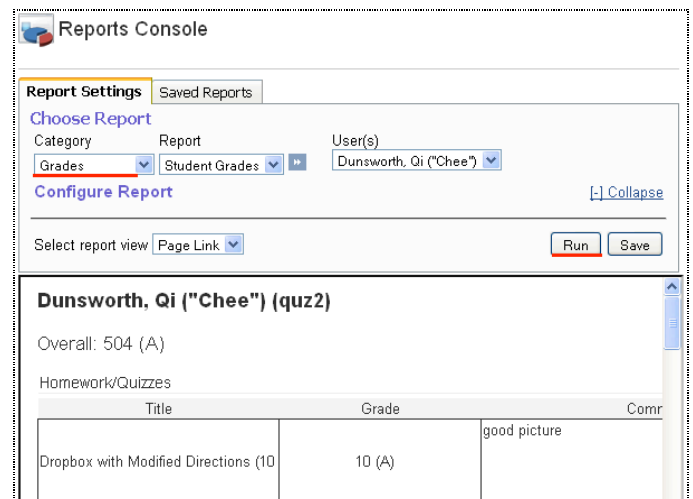 Reports Console
Report Settings Saved Reports
Choose Report
Category Report User(s)
Grades Student Grades Dunsworth, Qi ("Chee")
Configure Report [-] Collapse
Select report view Page Link Run Save
Dunsworth, Qi ("Chee") (quz2)
Overall: 504 (A)
Homework/Quizzes
Title Grade Comr
good picture
Dropbox with Modified Directions (10 10 (A)